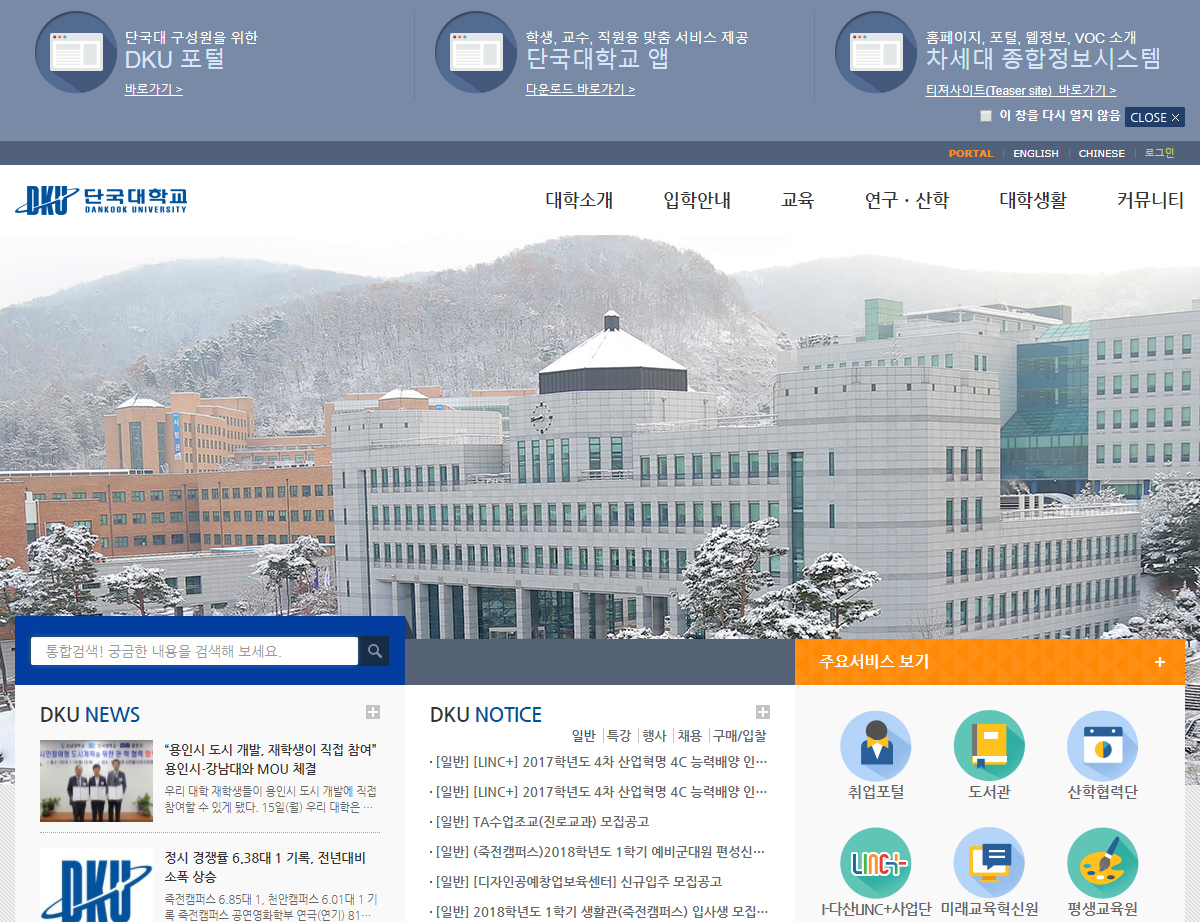 단국대 구성원을 위한
DKU 포털
바로가기 >
학생, 교수, 직원용 맞춤 서비스 제공
단국대학교 앱
다운로드 바로가기 >
홈페이지, 포털, 웹정보, VOC 소개
차세대 종합정보시스템
티져사이트(Teaser site) 바로가기 >
이 창을 다시 열지 않음 CLOSE ×
PORTAL ENGLISH CHINESE 로그인
DKU 단국대학교
DANKOOK UNIVERSITY
대학소개 입학안내 교육 연구 · 산학 대학생활 커뮤니티
통합검색! 궁금한 내용을 검색해 보세요.
주요서비스 보기 +
DKU NEWS
“용인시 도시 개발, 재학생이 직접 참여”
용인시·강남대와 MOU 체결
우리 대학 재학생들이 용인시 도시 개발에 직접
참여할 수 있게 됐다. 15일(월) 우리 대학은 …
DKU
정시 경쟁률 6.38대 1 기록, 전년대비
소폭 상승
죽전캠퍼스 6.85대 1, 천안캠퍼스 6.01대 1 기
록 죽전캠퍼스 공연영화학부 연극(연기) 81…
DKU NOTICE
일반 특강 행사 채용 구매/입찰
· [일반] [LINC+] 2017학년도 4차 산업혁명 4C 능력배양 인…
· [일반] [LINC+] 2017학년도 4차 산업혁명 4C 능력배양 인…
· [일반] TA수업조교(진로교과) 모집공고
· [일반] (죽전캠퍼스)2018학년도 1학기 예비군대원 편성신…
· [일반] [디자인공예창업보육센터] 신규입주 모집공고
· [일반] 2018학년도 1학기 생활관(죽전캠퍼스) 입사생 모집…
취업포털 도서관 산학협력단
LINC+
I-다산LINC+사업단 미래교육혁신원 평생교육원